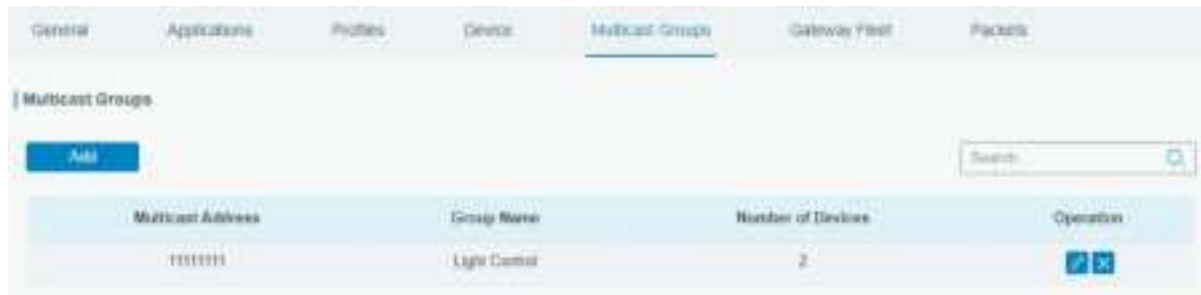 General Applications Profiles Device Multicast Groups Gateway Fleet Packets
Multicast Groups
Add
Search
Multicast Address Group Name Number of Devices Operation
11111111 Light Control 2